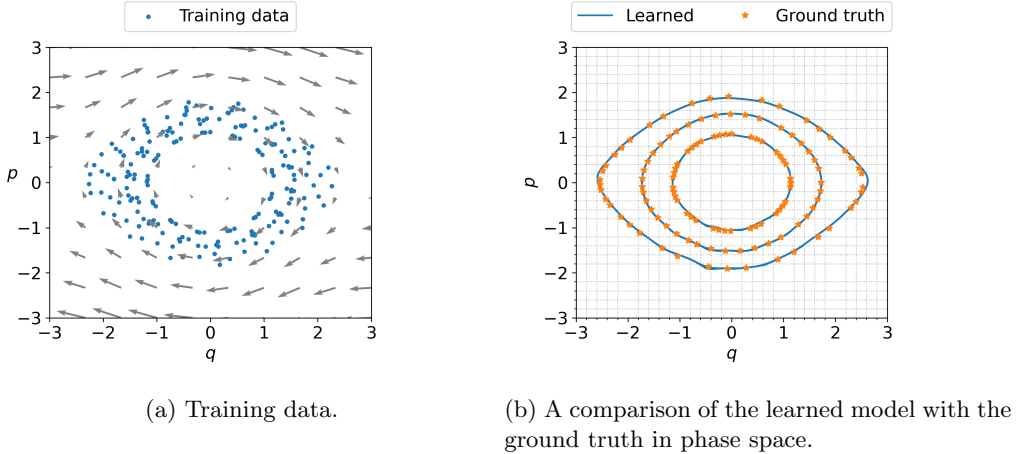 Training data
3
2
1
0
−1
−2
−3
p
−3 −2 −1 0 1 2 3
q
(a) Training data.
Learned Ground truth
3
2
1
0
−1
−2
−3
p
−3 −2 −1 0 1 2 3
q
(b) A comparison of the learned model with the
ground truth in phase space.